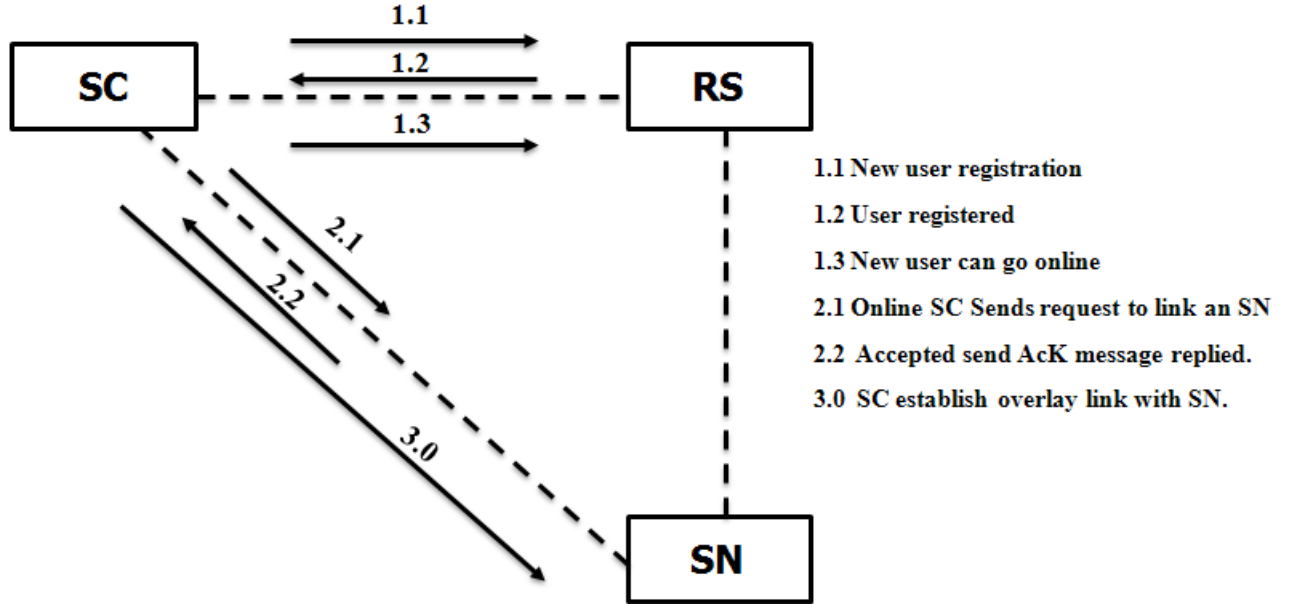 1.1
SC
1.2
RS
1.3
1.1 New user registration
1.2 User registered
2.1
1.3 New user can go online
2.2
2.1 Online SC Sends request to link an SN
2.2 Accepted send AcK message replied.
3.0 SC establish overlay link with SN.
3.0
SN